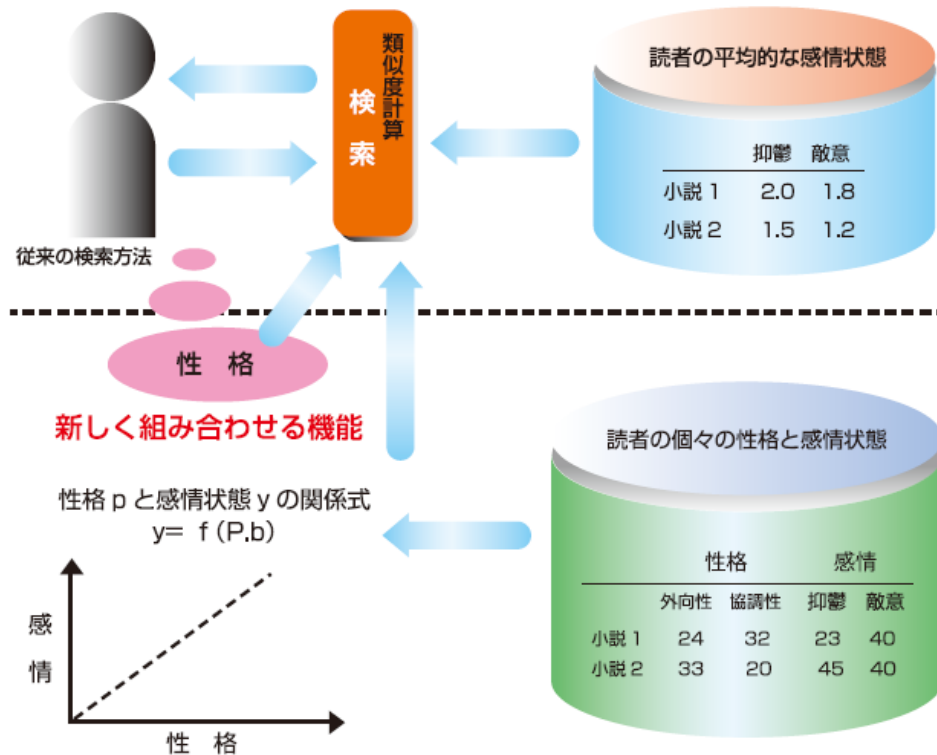 類似度計算
検索
従来の検索方法
読者の平均的な感情状態
抑鬱 敵意
小説 1 2.0 1.8
小説 2 1.5 1.2
性 格
新しく組み合わせる機能
性格 p と感情状態 y の関係式
y= f (P.b)
感情
性 格
読者の個々の性格と感情状態
性格 感情
外向性 協調性 抑鬱 敵意
小説 1 24 32 23 40
小説 2 33 20 45 40